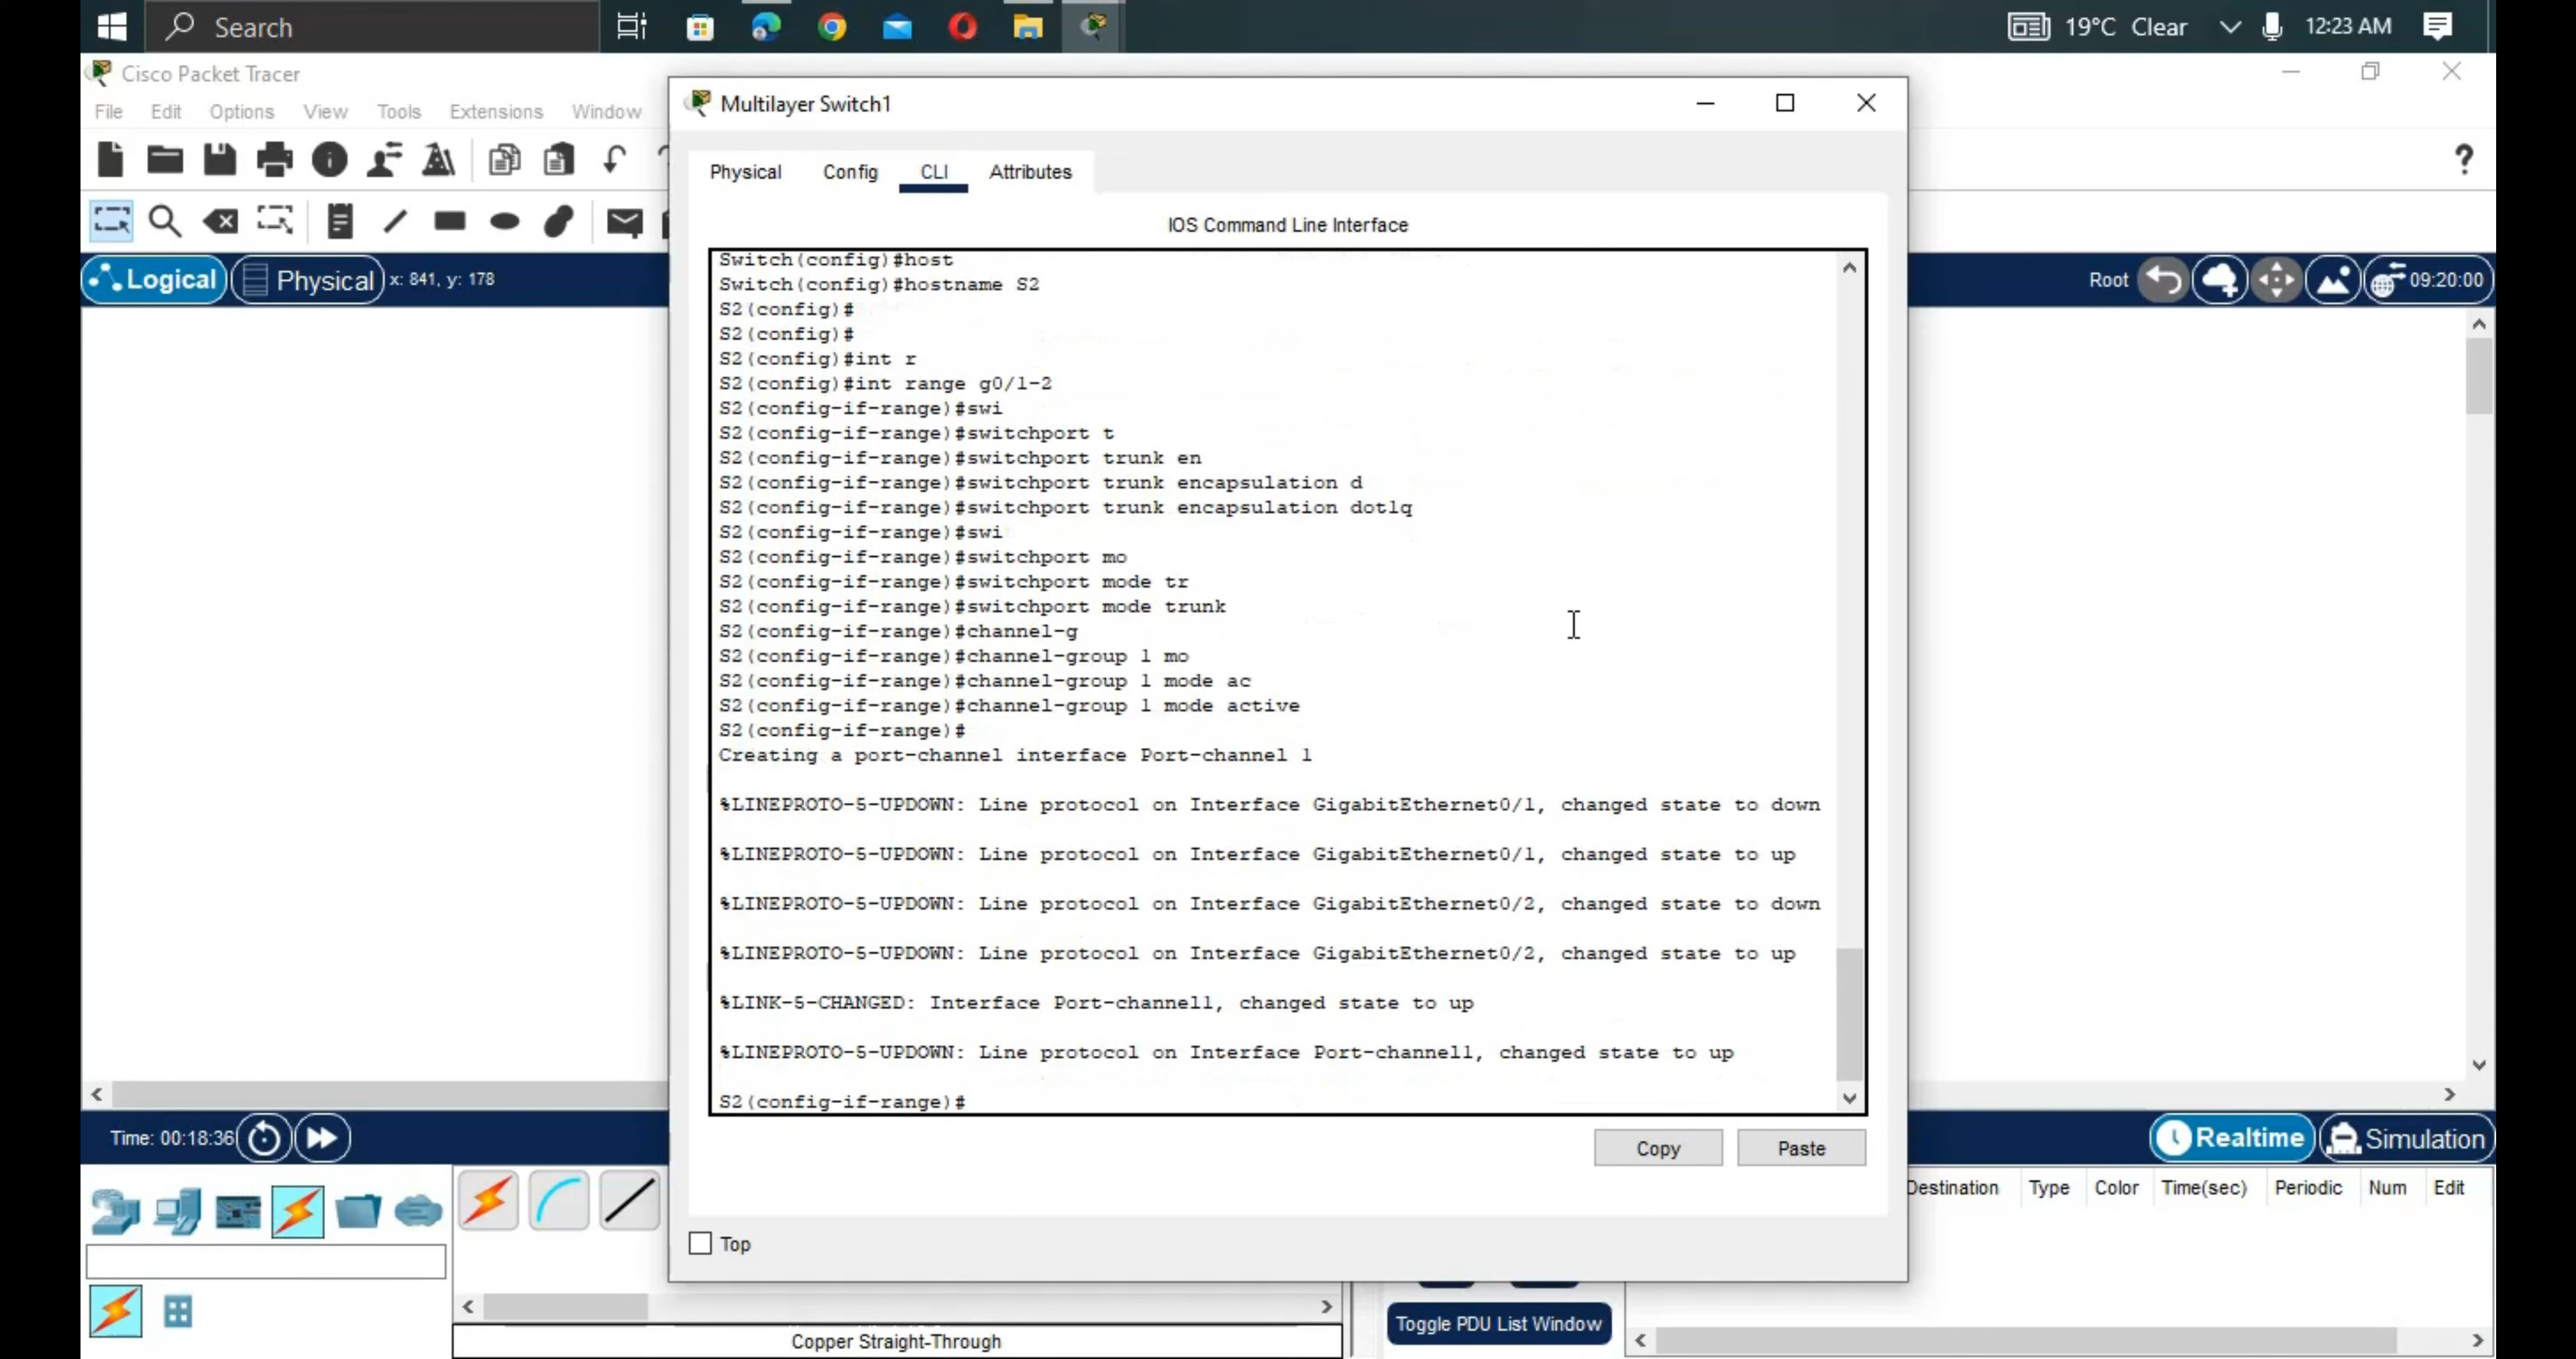 Search
19°C Clear
12:23 AM
Cisco Packet Tracer
File Edit Options View Tools Extensions Window
Multilayer Switch1
Physical Config CLI Attributes
IOS Command Line Interface
Logical
Physical
x: 841, y: 178
Root
09:20:00
Switch(config)#host
Switch(config)#hostname S2
S2(config)#
S2(config)#
S2(config)#int r
S2(config)#int range g0/1-2
S2(config-if-range)#swi
S2(config-if-range)#switchport t
S2(config-if-range)#switchport trunk en
S2(config-if-range)#switchport trunk encapsulation d
S2(config-if-range)#switchport trunk encapsulation dot1q
S2(config-if-range)#swi
S2(config-if-range)#switchport mo
S2(config-if-range)#switchport mode tr
S2(config-if-range)#switchport mode trunk
S2(config-if-range)#channel-g
S2(config-if-range)#channel-group 1 mo
S2(config-if-range)#channel-group 1 mode ac
S2(config-if-range)#channel-group 1 mode active
S2(config-if-range)#
Creating a port-channel interface Port-channel 1
%LINEPROTO-5-UPDOWN: Line protocol on Interface GigabitEthernet0/1, changed state to down
%LINEPROTO-5-UPDOWN: Line protocol on Interface GigabitEthernet0/1, changed state to up
%LINEPROTO-5-UPDOWN: Line protocol on Interface GigabitEthernet0/2, changed state to down
%LINEPROTO-5-UPDOWN: Line protocol on Interface GigabitEthernet0/2, changed state to up
%LINK-5-CHANGED: Interface Port-channel1, changed state to up
%LINEPROTO-5-UPDOWN: Line protocol on Interface Port-channel1, changed state to up
S2(config-if-range)#
Copy
Paste
Top
Time: 00:18:36
Realtime
Simulation
Destination Type Color Time(sec) Periodic Num Edit
Toggle PDU List Window
Copper Straight-Through